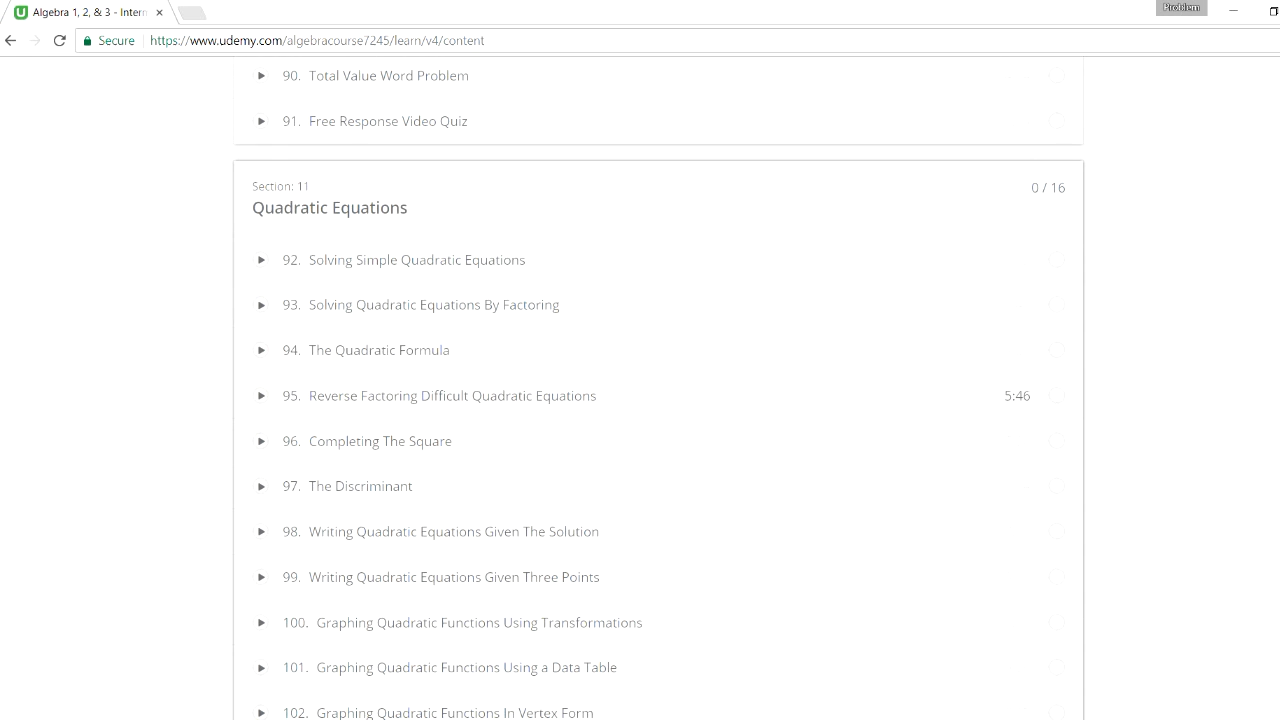 Algebra 1, 2, & 3 - Intern
Problem
Secure
https://www.udemy.com/algebracourse7245/learn/v4/content
90. Total Value Word Problem
91. Free Response Video Quiz
Section: 11
0 / 16
Quadratic Equations
92. Solving Simple Quadratic Equations
93. Solving Quadratic Equations By Factoring
94. The Quadratic Formula
95. Reverse Factoring Difficult Quadratic Equations 5:46
96. Completing The Square
97. The Discriminant
98. Writing Quadratic Equations Given The Solution
99. Writing Quadratic Equations Given Three Points
100. Graphing Quadratic Functions Using Transformations
101. Graphing Quadratic Functions Using a Data Table
102. Graphing Quadratic Functions In Vertex Form